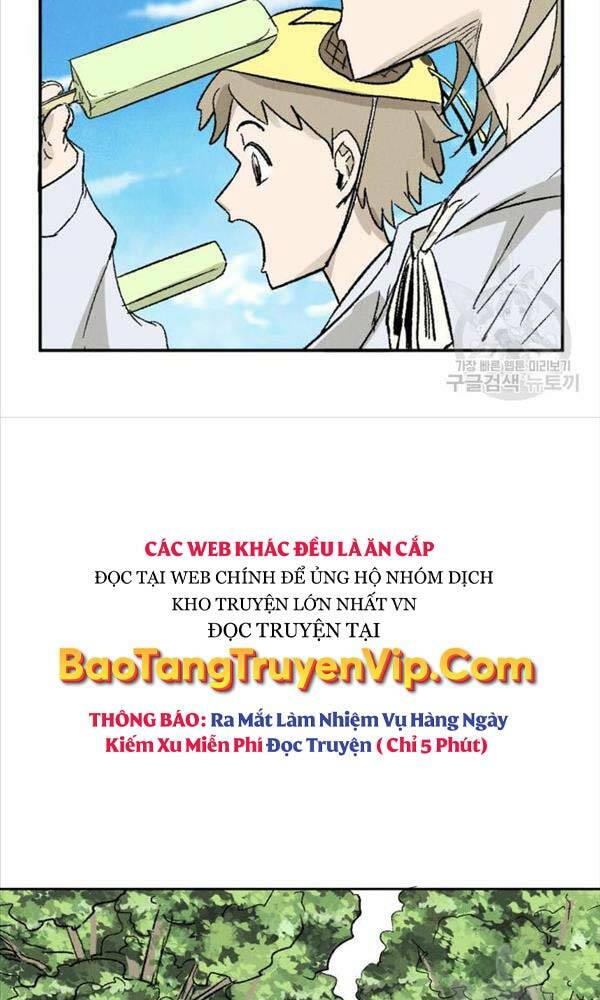 가장 빠른 웹툰 미리보기
구글검색 뉴토끼
CÁC WEB KHÁC ĐỀU LÀ ĂN CẮP
ĐỌC TẠI WEB CHÍNH ĐỂ ỦNG HỘ NHÓM DỊCH
KHO TRUYỆN LỚN NHẤT VN
ĐỌC TRUYỆN TẠI
BaoTangTruyenVip.Com
THÔNG BÁO: Ra Mắt Làm Nhiệm Vụ Hàng Ngày
Kiếm Xu Miễn Phí Đọc Truyện ( Chỉ 5 Phút)